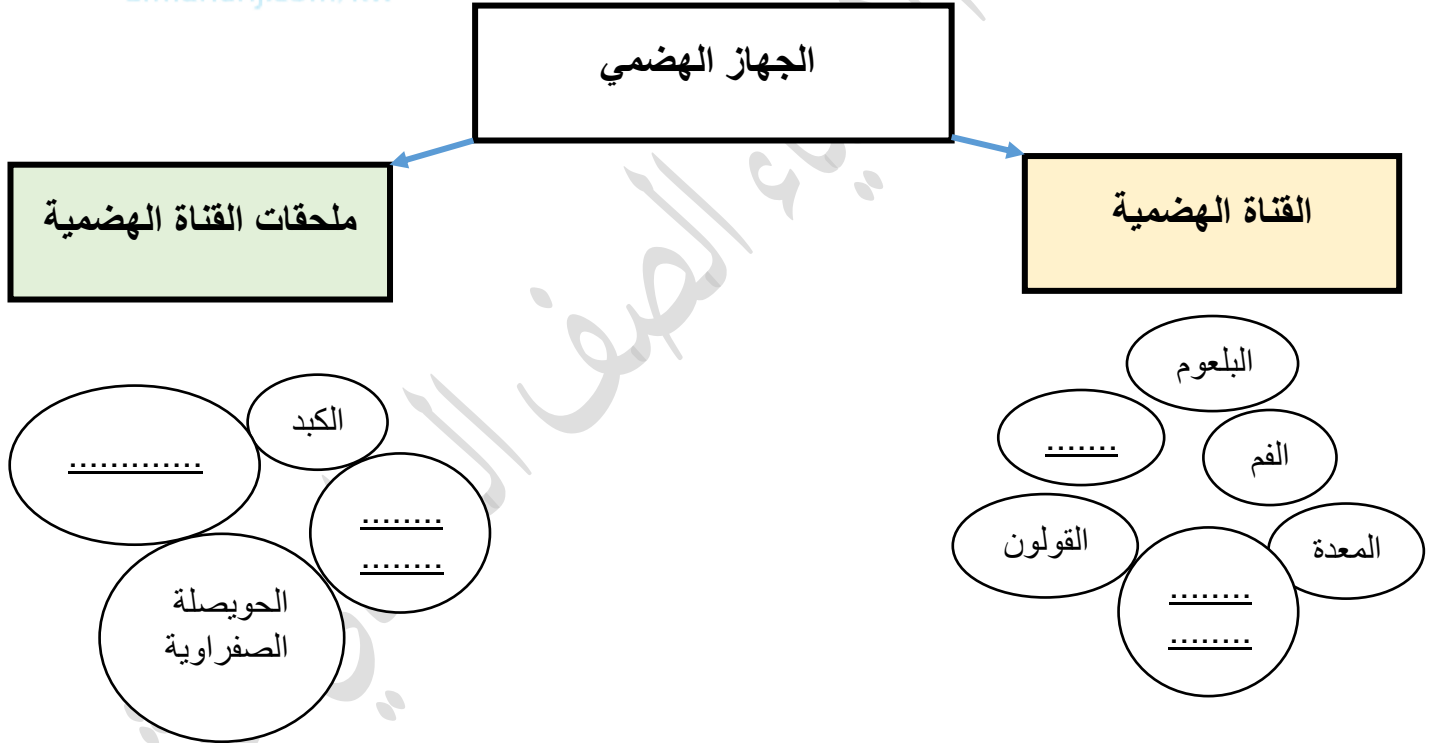 الجهاز الهضمي
القناة الهضمية
ملحقات القناة الهضمية
البلعوم
.......
الفم
القولون
المعدة
........
........
الكبد
.............
........
........
الحويصلة
الصفراوية